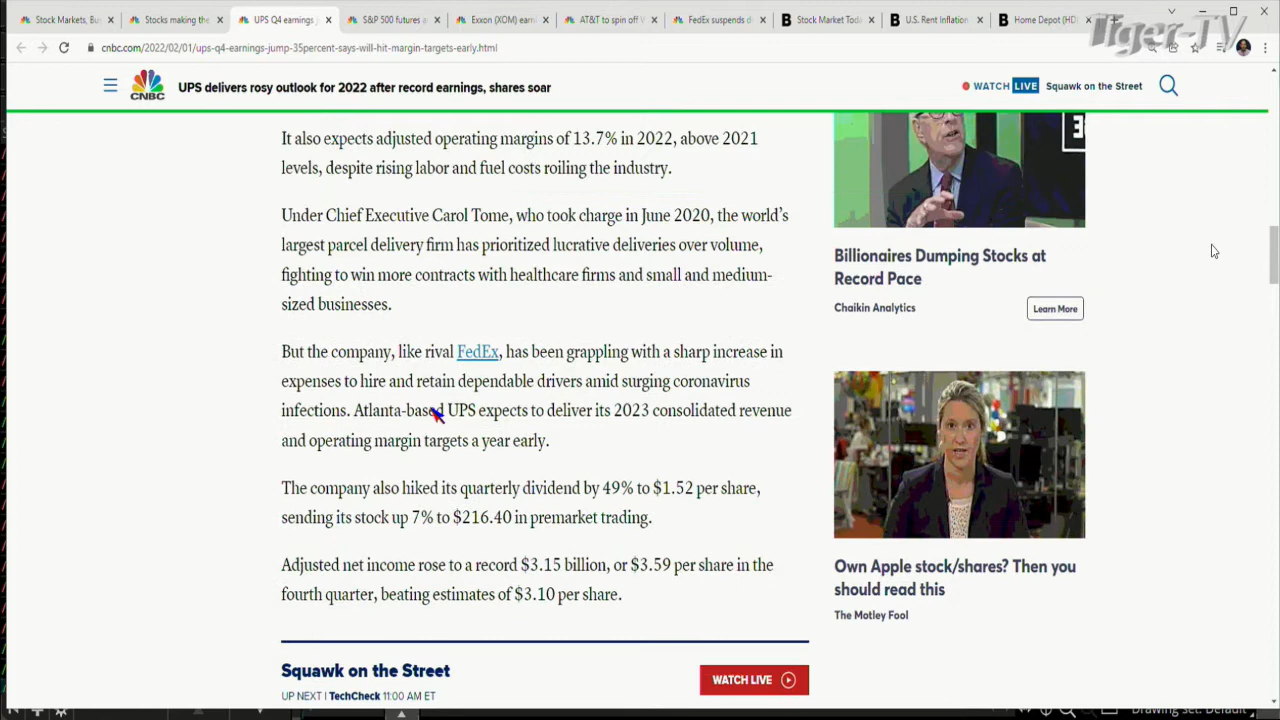 Stock Markets, Bus
Stocks making the
UPS Q4 earnings j
S&P 500 futures a
Exxon (XOM) earni
AT&T to spin off W
FedEx suspends d
Stock Market Toda
U.S. Rent Inflation
Home Depot (HD
Tiger-TV
cnbc.com/2022/02/01/ups-q4-earnings-jump-35percent-says-will-hit-margin-targets-early.html
CNBC
UPS delivers rosy outlook for 2022 after record earnings, shares soar
WATCH LIVE Squawk on the Street
It also expects adjusted operating margins of 13.7% in 2022, above 2021
levels, despite rising labor and fuel costs roiling the industry.
Under Chief Executive Carol Tome, who took charge in June 2020, the world's
largest parcel delivery firm has prioritized lucrative deliveries over volume,
fighting to win more contracts with healthcare firms and small and medium-
sized businesses.
But the company, like rival FedEx, has been grappling with a sharp increase in
expenses to hire and retain dependable drivers amid surging coronavirus
infections. Atlanta-based UPS expects to deliver its 2023 consolidated revenue
and operating margin targets a year early.
The company also hiked its quarterly dividend by 49% to $1.52 per share,
sending its stock up 7% to $216.40 in premarket trading.
Adjusted net income rose to a record $3.15 billion, or $3.59 per share in the
fourth quarter, beating estimates of $3.10 per share.
Squawk on the Street
WATCH LIVE
UP NEXT | TechCheck 11:00 AM ET
3
Billionaires Dumping Stocks at
Record Pace
Chaikin Analytics
Learn More
Own Apple stock/shares? Then you
should read this
The Motley Fool
Drawing set: Default